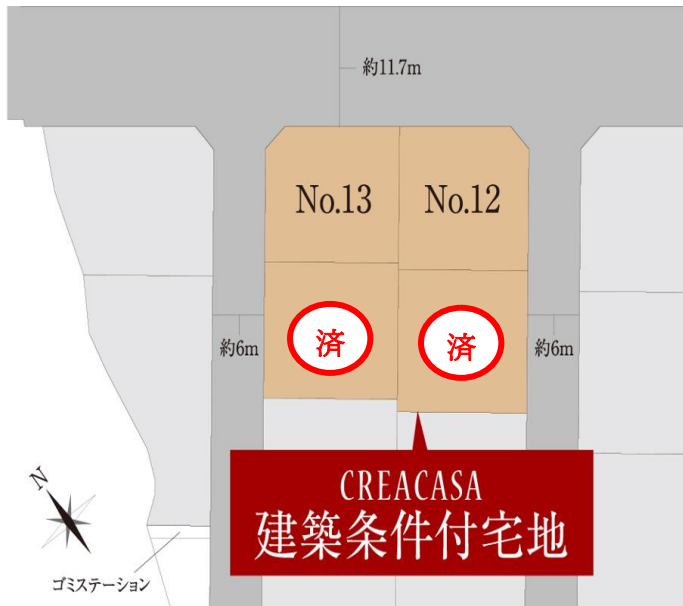 約11.7m
No.13
No.12
済
済
約6m
約6m
CREACASA
建築条件付宅地
N
ゴミステーション